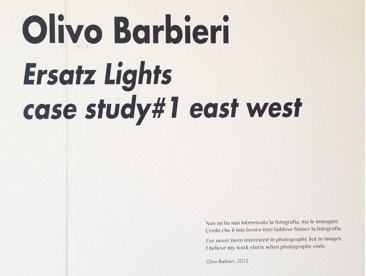 Olivo Barbieri
Ersatz Lights
case study#1 east west
Non mi ha mai interessato la fotografia, ma le immagini.
Credo che il mio lavoro inizi laddove finisce la fotografia.
I've never been interested in photography but in images.
I believe my work starts when photography ends.
Olivo Barbieri, 2012